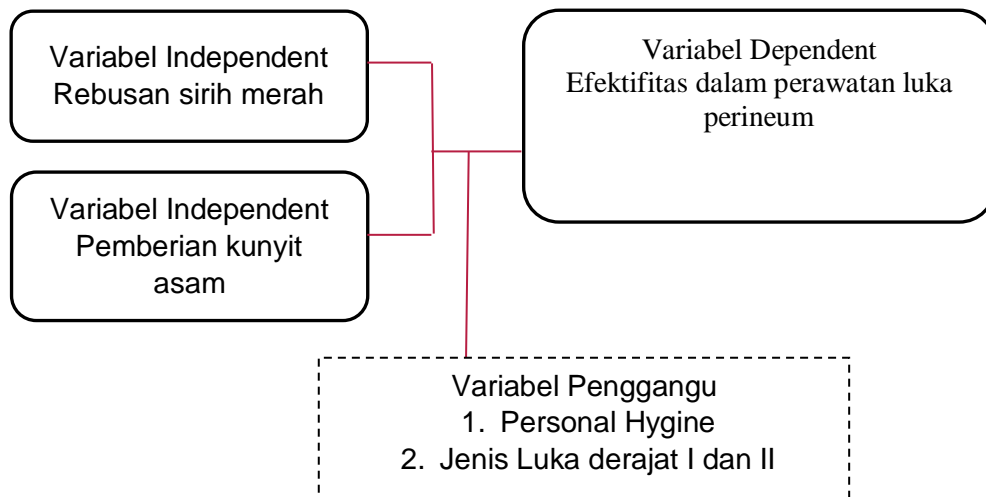 Variabel Independent
Rebusan sirih merah
Variabel Dependent
Efektifitas dalam perawatan luka
perineum
Variabel Independent
Pemberian kunyit
asam
Variabel Penggangu
1. Personal Hygine
2. Jenis Luka derajat I dan II